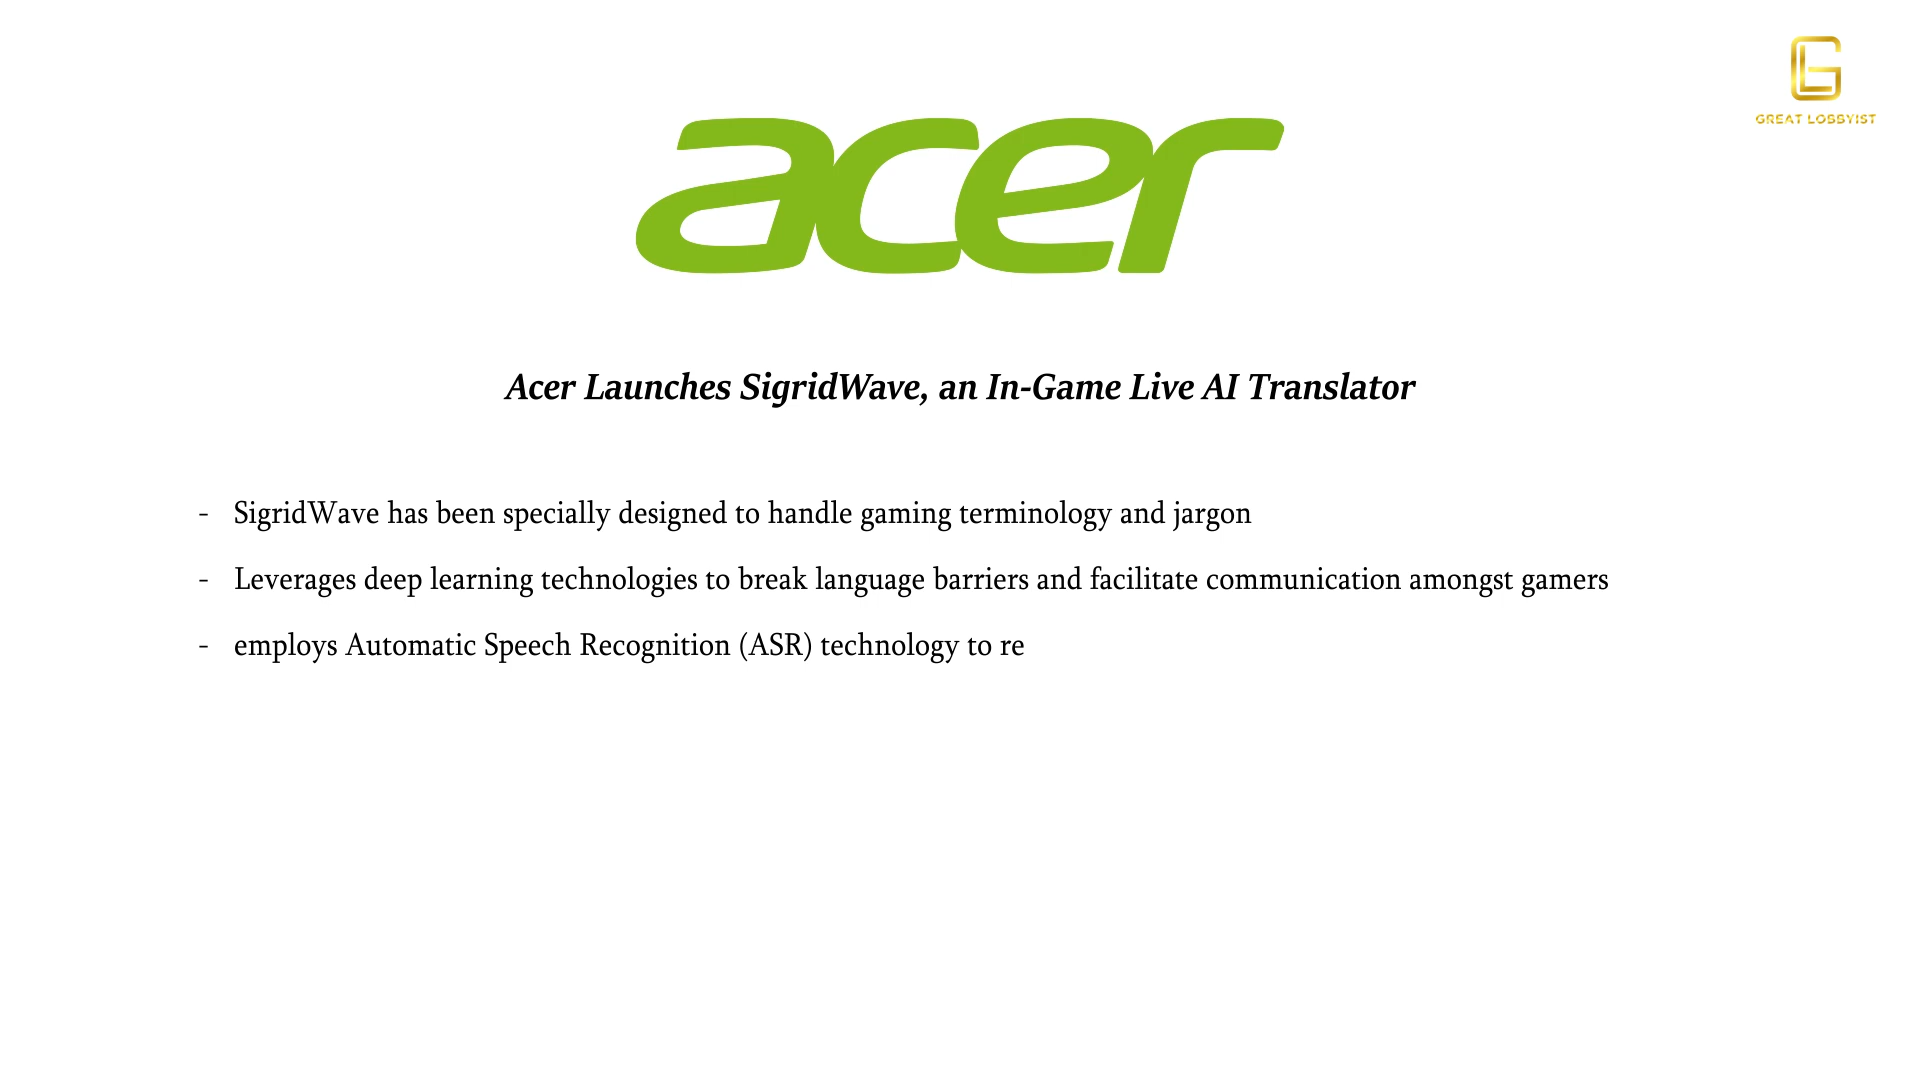 GREAT LOBBYIST
acer
Acer Launches SigridWave, an In-Game Live AI Translator
- SigridWave has been specially designed to handle gaming terminology and jargon
- Leverages deep learning technologies to break language barriers and facilitate communication amongst gamers
- employs Automatic Speech Recognition (ASR) technology to re